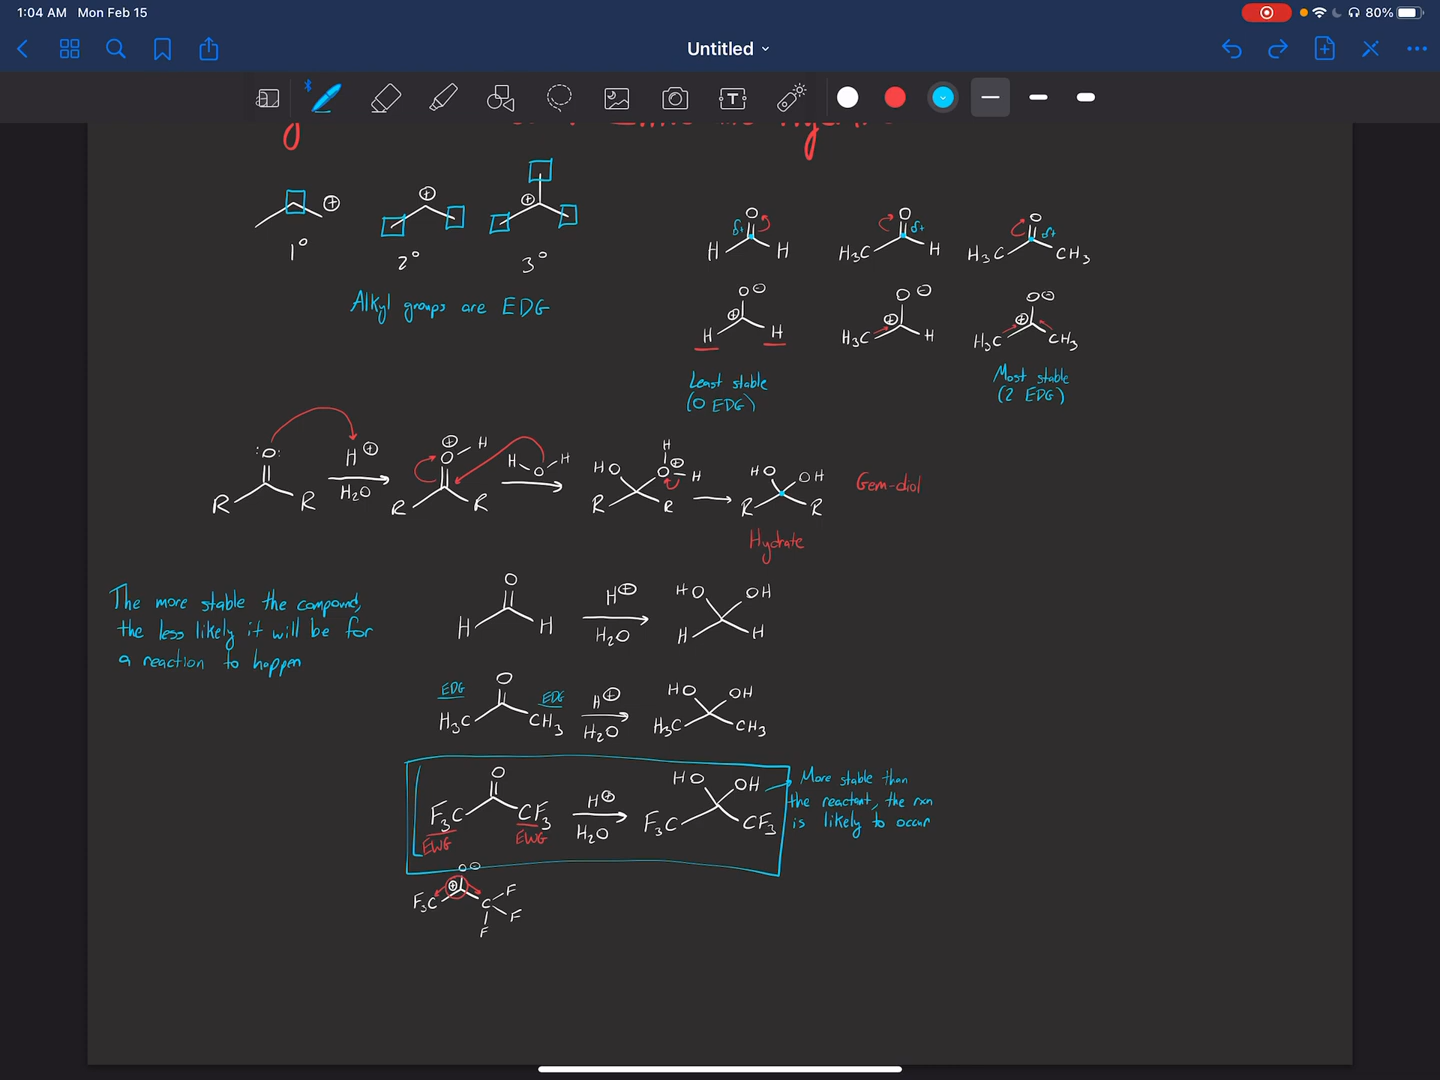 1:04 AM Mon Feb 15
80%
Untitled
T
1° 2° 3°
Alkyl groups are EDG
O O O
δ+ δ+ δ+
H H H₃C H H₃C CH₃
O⊖ O⊖ O⊖
⊕ ⊕ ⊕
H H H₃C H H₃C CH₃
Least stable
(0 EDG)
Most stable
(2 EDG)
:O: H⊕ ⊕ O H H O H HO H O⊕ H HO OH
R R H₂O R R R R R R
Gem-diol
Hydrate
The more stable the compound,
the less likely it will be for
a reaction to happen
O H⊕ HO OH
H H H₂O H H
EDG O EDG H⊕ HO OH
H₃C CH₃ H₂O H₃C CH₃
O H⊕ HO OH
F₃C CF₃ H₂O F₃C CF₃
EWG EWG
More stable than
the reactant, the rxn
is likely to occur
O⊖
⊕
F₃C C F
F
F